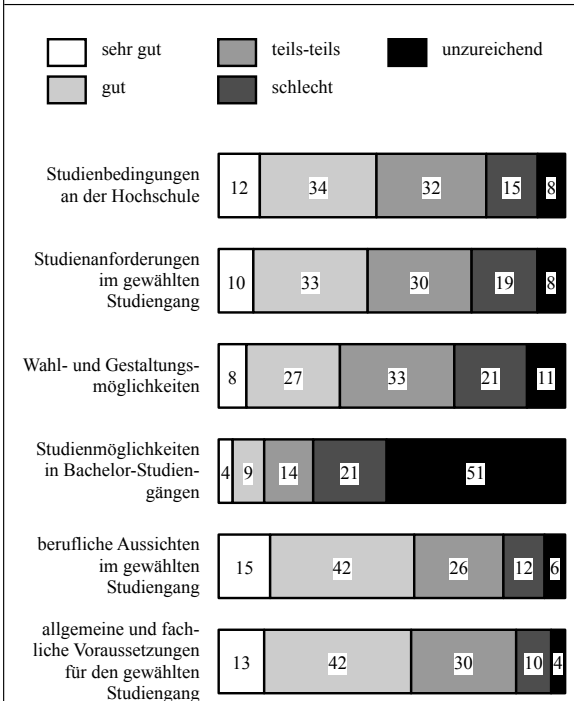 sehr gut
teils-teils
unzureichend
gut
schlecht
Studienbedingungen
an der Hochschule
12 34 32 15 8
Studienanforderungen
im gewählten
Studiengang
10 33 30 19 8
Wahl- und Gestaltungs-
möglichkeiten
8 27 33 21 11
Studienmöglichkeiten
in Bachelor-Studien-
gängen
4 9 14 21 51
berufliche Aussichten
im gewählten
Studiengang
15 42 26 12 6
allgemeine und fach-
liche Voraussetzungen
für den gewählten
Studiengang
13 42 30 10 4